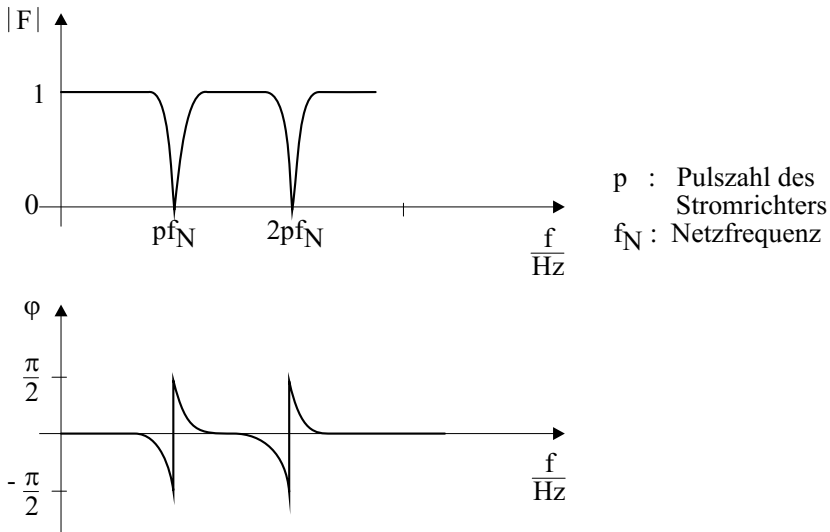 |F|
1
0
pf_N
2pf_N
f
Hz
p : Pulszahl des
Stromrichters
f_N : Netzfrequenz
φ
π
2
- π
2
f
Hz